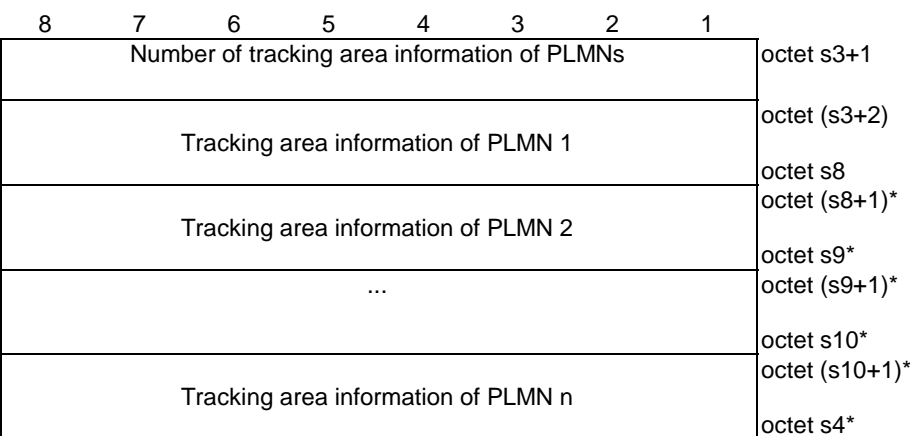 8 7 6 5 4 3 2 1
Number of tracking area information of PLMNs octet s3+1
octet (s3+2)
Tracking area information of PLMN 1
octet s8
octet (s8+1)*
Tracking area information of PLMN 2
octet s9*
... octet (s9+1)*
octet s10*
octet (s10+1)*
Tracking area information of PLMN n
octet s4*